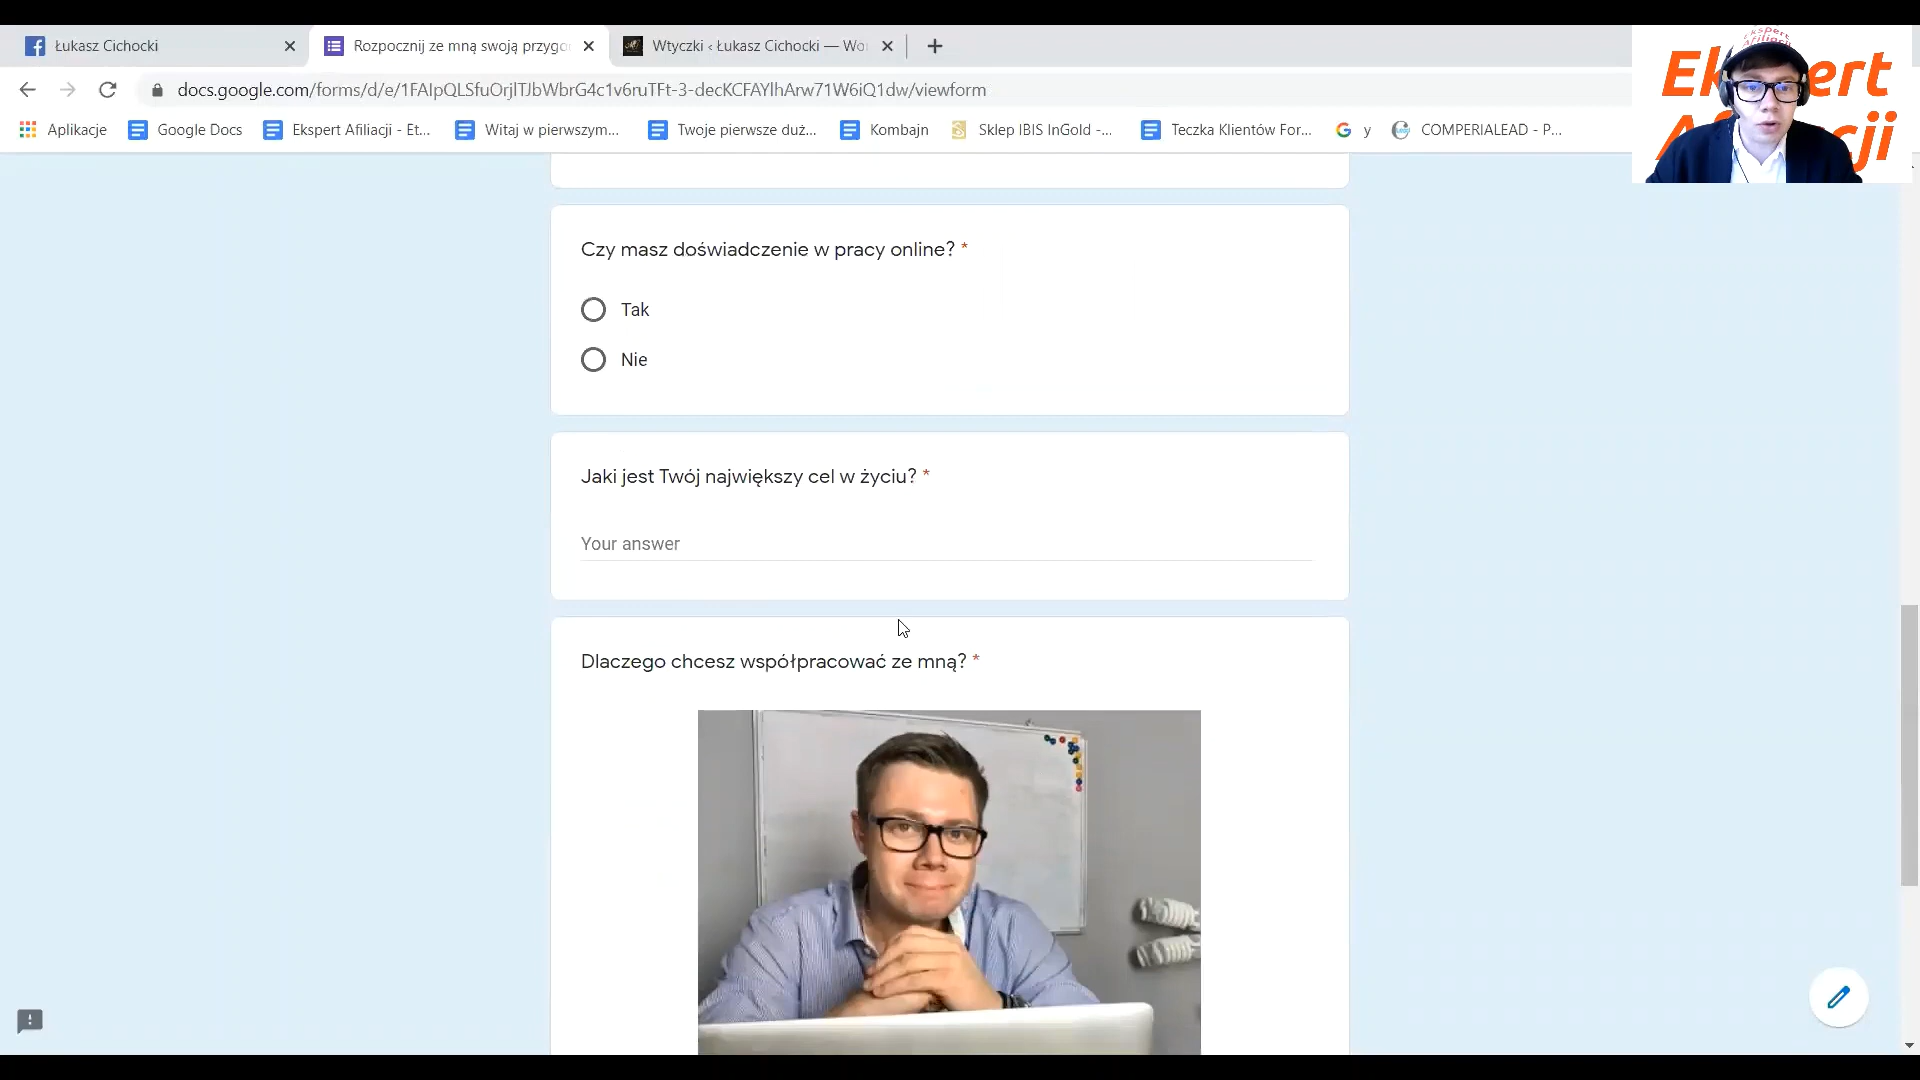 Łukasz Cichocki
Rozpocznij ze mną swoją przygo
Wtyczki ‹ Łukasz Cichocki — Wo
docs.google.com/forms/d/e/1FAIpQLSfuOrjlTJbWbrG4c1v6ruTFt-3-decKCFAYlhArw71W6iQ1dw/viewform
Aplikacje
Google Docs
Ekspert Afiliacji - Et...
Witaj w pierwszym...
Twoje pierwsze duż...
Kombajn
Sklep IBIS InGold -...
Teczka Klientów For...
y
COMPERIALEAD - P...
Czy masz doświadczenie w pracy online? *
Tak
Nie
Jaki jest Twój największy cel w życiu? *
Your answer
Dlaczego chcesz współpracować ze mną? *